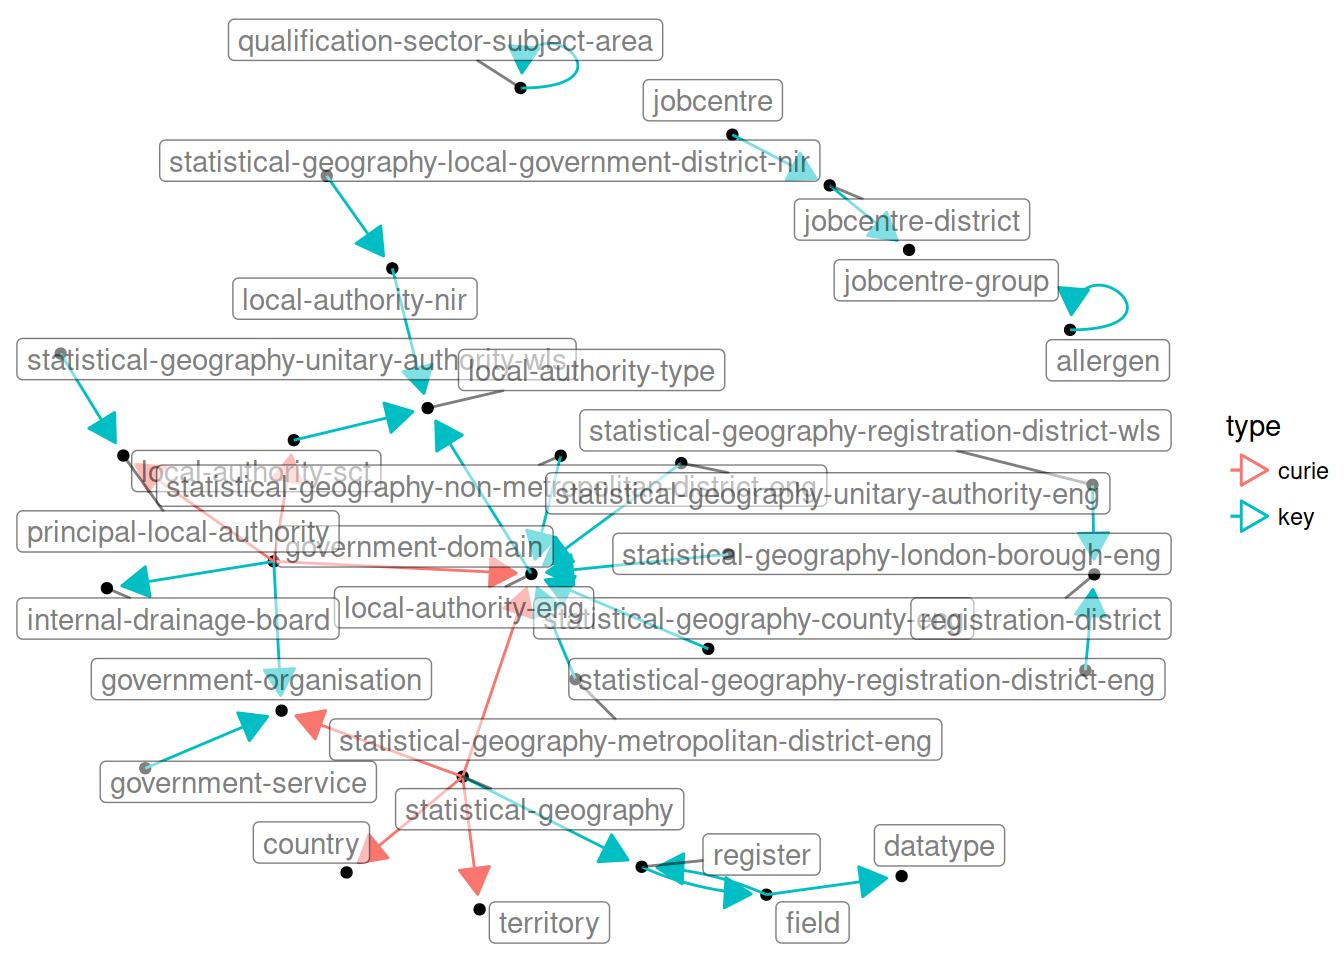 qualification-sector-subject-area
jobcentre
statistical-geography-local-government-district-nir
jobcentre-district
jobcentre-group
local-authority-nir
statistical-geography-unitary-authority-wls
local-authority-type
allergen
statistical-geography-registration-district-wls
type
curie
key
local-authority-sct
statistical-geography-non-metropolitan-district-eng
statistical-geography-unitary-authority-eng
principal-local-authority
government-domain
statistical-geography-london-borough-eng
internal-drainage-board
local-authority-eng
statistical-geography-county-eng
registration-district
government-organisation
statistical-geography-registration-district-eng
statistical-geography-metropolitan-district-eng
government-service
statistical-geography
country
register
datatype
territory
field